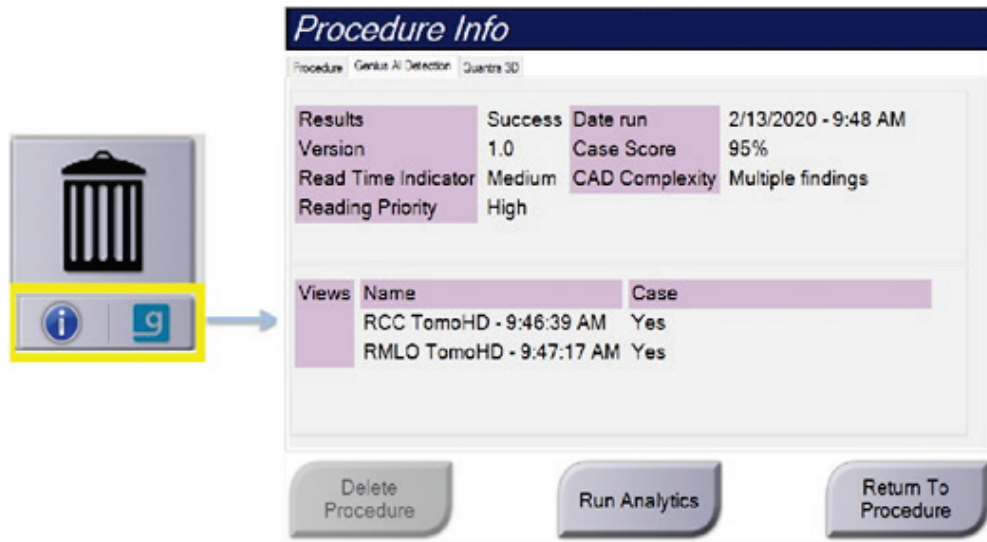 Procedure Info
Procedure Genius AI Detection Quantra 3D
Results Success Date run 2/13/2020 - 9:48 AM
Version 1.0 Case Score 95%
Read Time Indicator Medium CAD Complexity Multiple findings
Reading Priority High
i g
Views Name Case
RCC TomoHD - 9:46:39 AM Yes
RMLO TomoHD - 9:47:17 AM Yes
Delete
Procedure
Run Analytics
Return To
Procedure